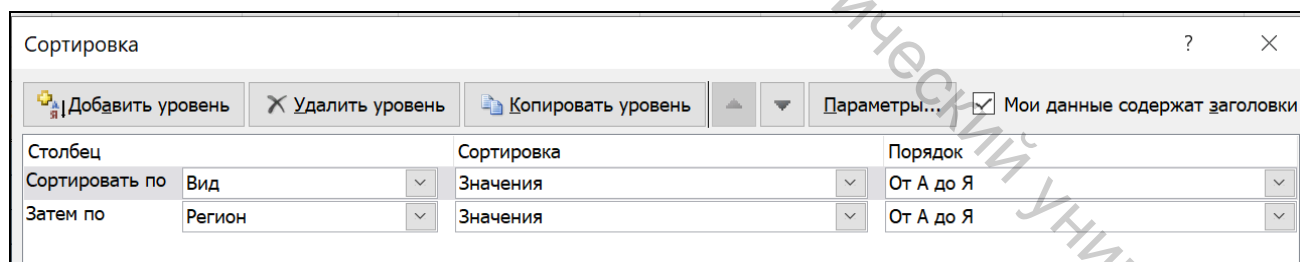 Сортировка
Добавить уровень Удалить уровень Копировать уровень Параметры... Мои данные содержат заголовки
Столбец Сортировка Порядок
Сортировать по Вид Значения От А до Я
Затем по Регион Значения От А до Я